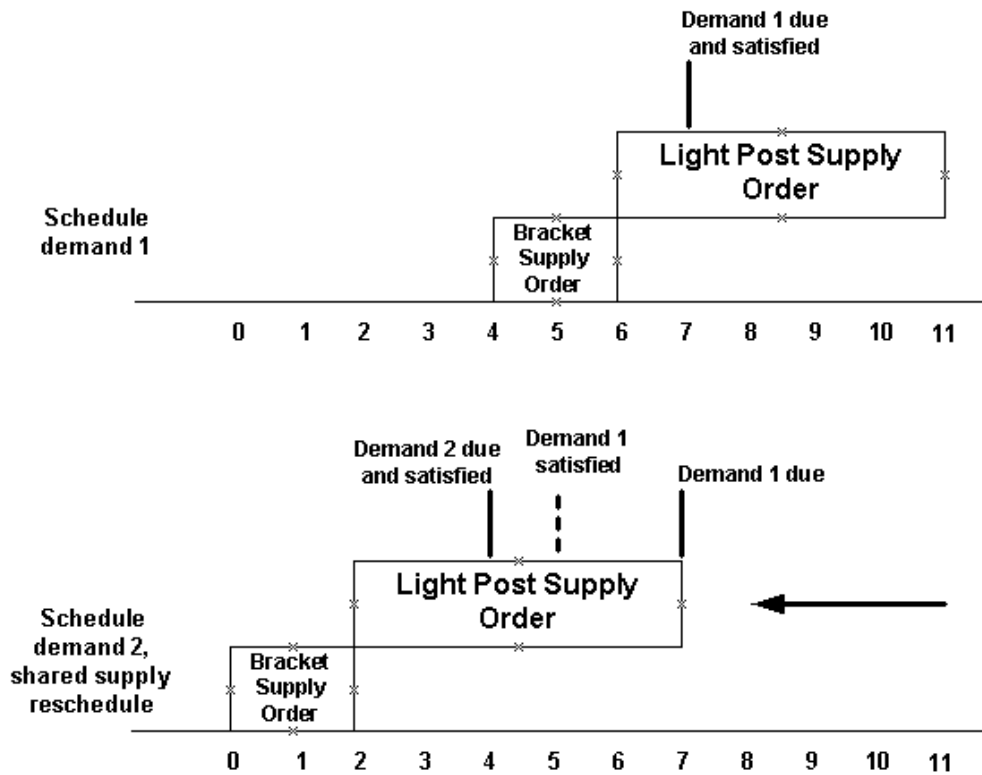 Demand 1 due
and satisfied
Light Post Supply
Order
Schedule
demand 1
Bracket
Supply
Order
0 1 2 3 4 5 6 7 8 9 10 11
Demand 2 due
and satisfied
Demand 1
satisfied
Demand 1 due
Light Post Supply
Order
Schedule
demand 2,
shared supply
reschedule
Bracket
Supply
Order
0 1 2 3 4 5 6 7 8 9 10 11